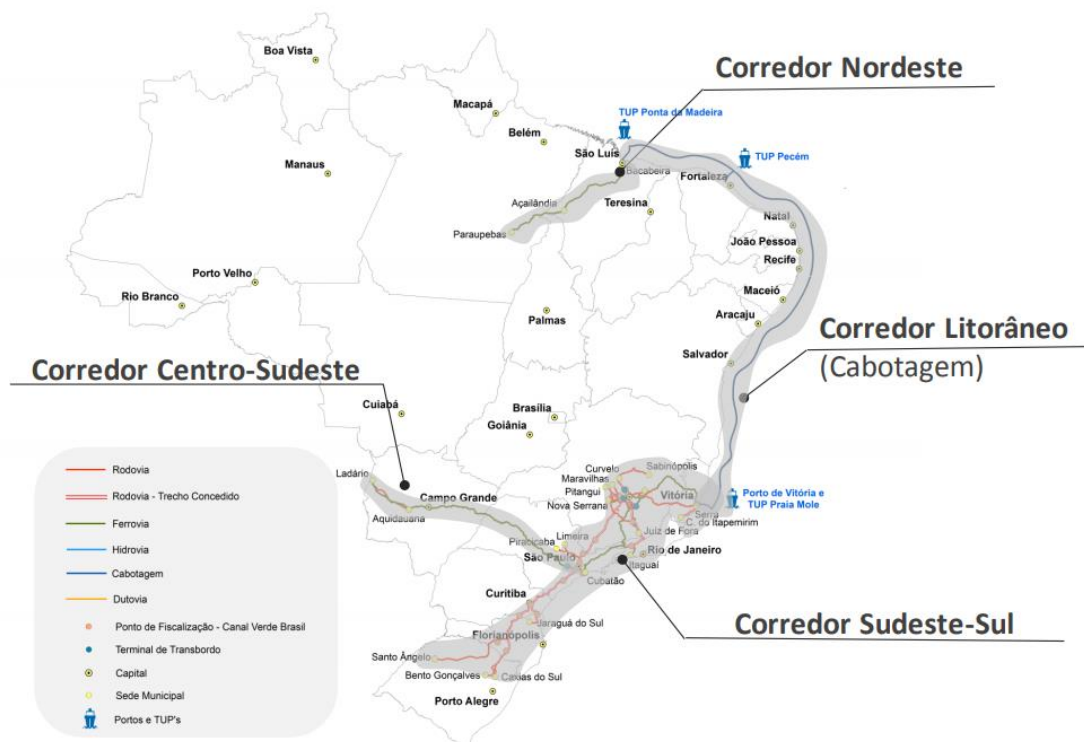 Corredor Nordeste
Boa Vista
Macapá
TUP Ponta da Madeira
Belém
São Luís
TUP Pecém
Manaus
Bacabeira
Fortaleza
Açailândia
Teresina
Paraupebas
Natal
João Pessoa
Recife
Porto Velho
Rio Branco
Maceió
Palmas
Aracaju
Corredor Litorâneo
(Cabotagem)
Salvador
Corredor Centro-Sudeste
Cuiabá
Brasília
Goiânia
Ladário
Campo Grande
Aquidauana
Curvelo
Sabinópolis
Maravilhas
Pitangui
Vitória
Nova Serrana
Porto de Vitória e
TUP Praia Mole
Serra
C. do Itapemirim
Juiz de Fora
Limeira
Piracicaba
Rio de Janeiro
São Paulo
Itaguaí
Cubatão
Curitiba
Corredor Sudeste-Sul
Jaraguá do Sul
Florianópolis
Santo Ângelo
Bento Gonçalves
Caxias do Sul
Porto Alegre
Rodovia
Rodovia - Trecho Concedido
Ferrovia
Hidrovia
Cabotagem
Dutovia
Ponto de Fiscalização - Canal Verde Brasil
Terminal de Transbordo
Capital
Sede Municipal
Portos e TUP's